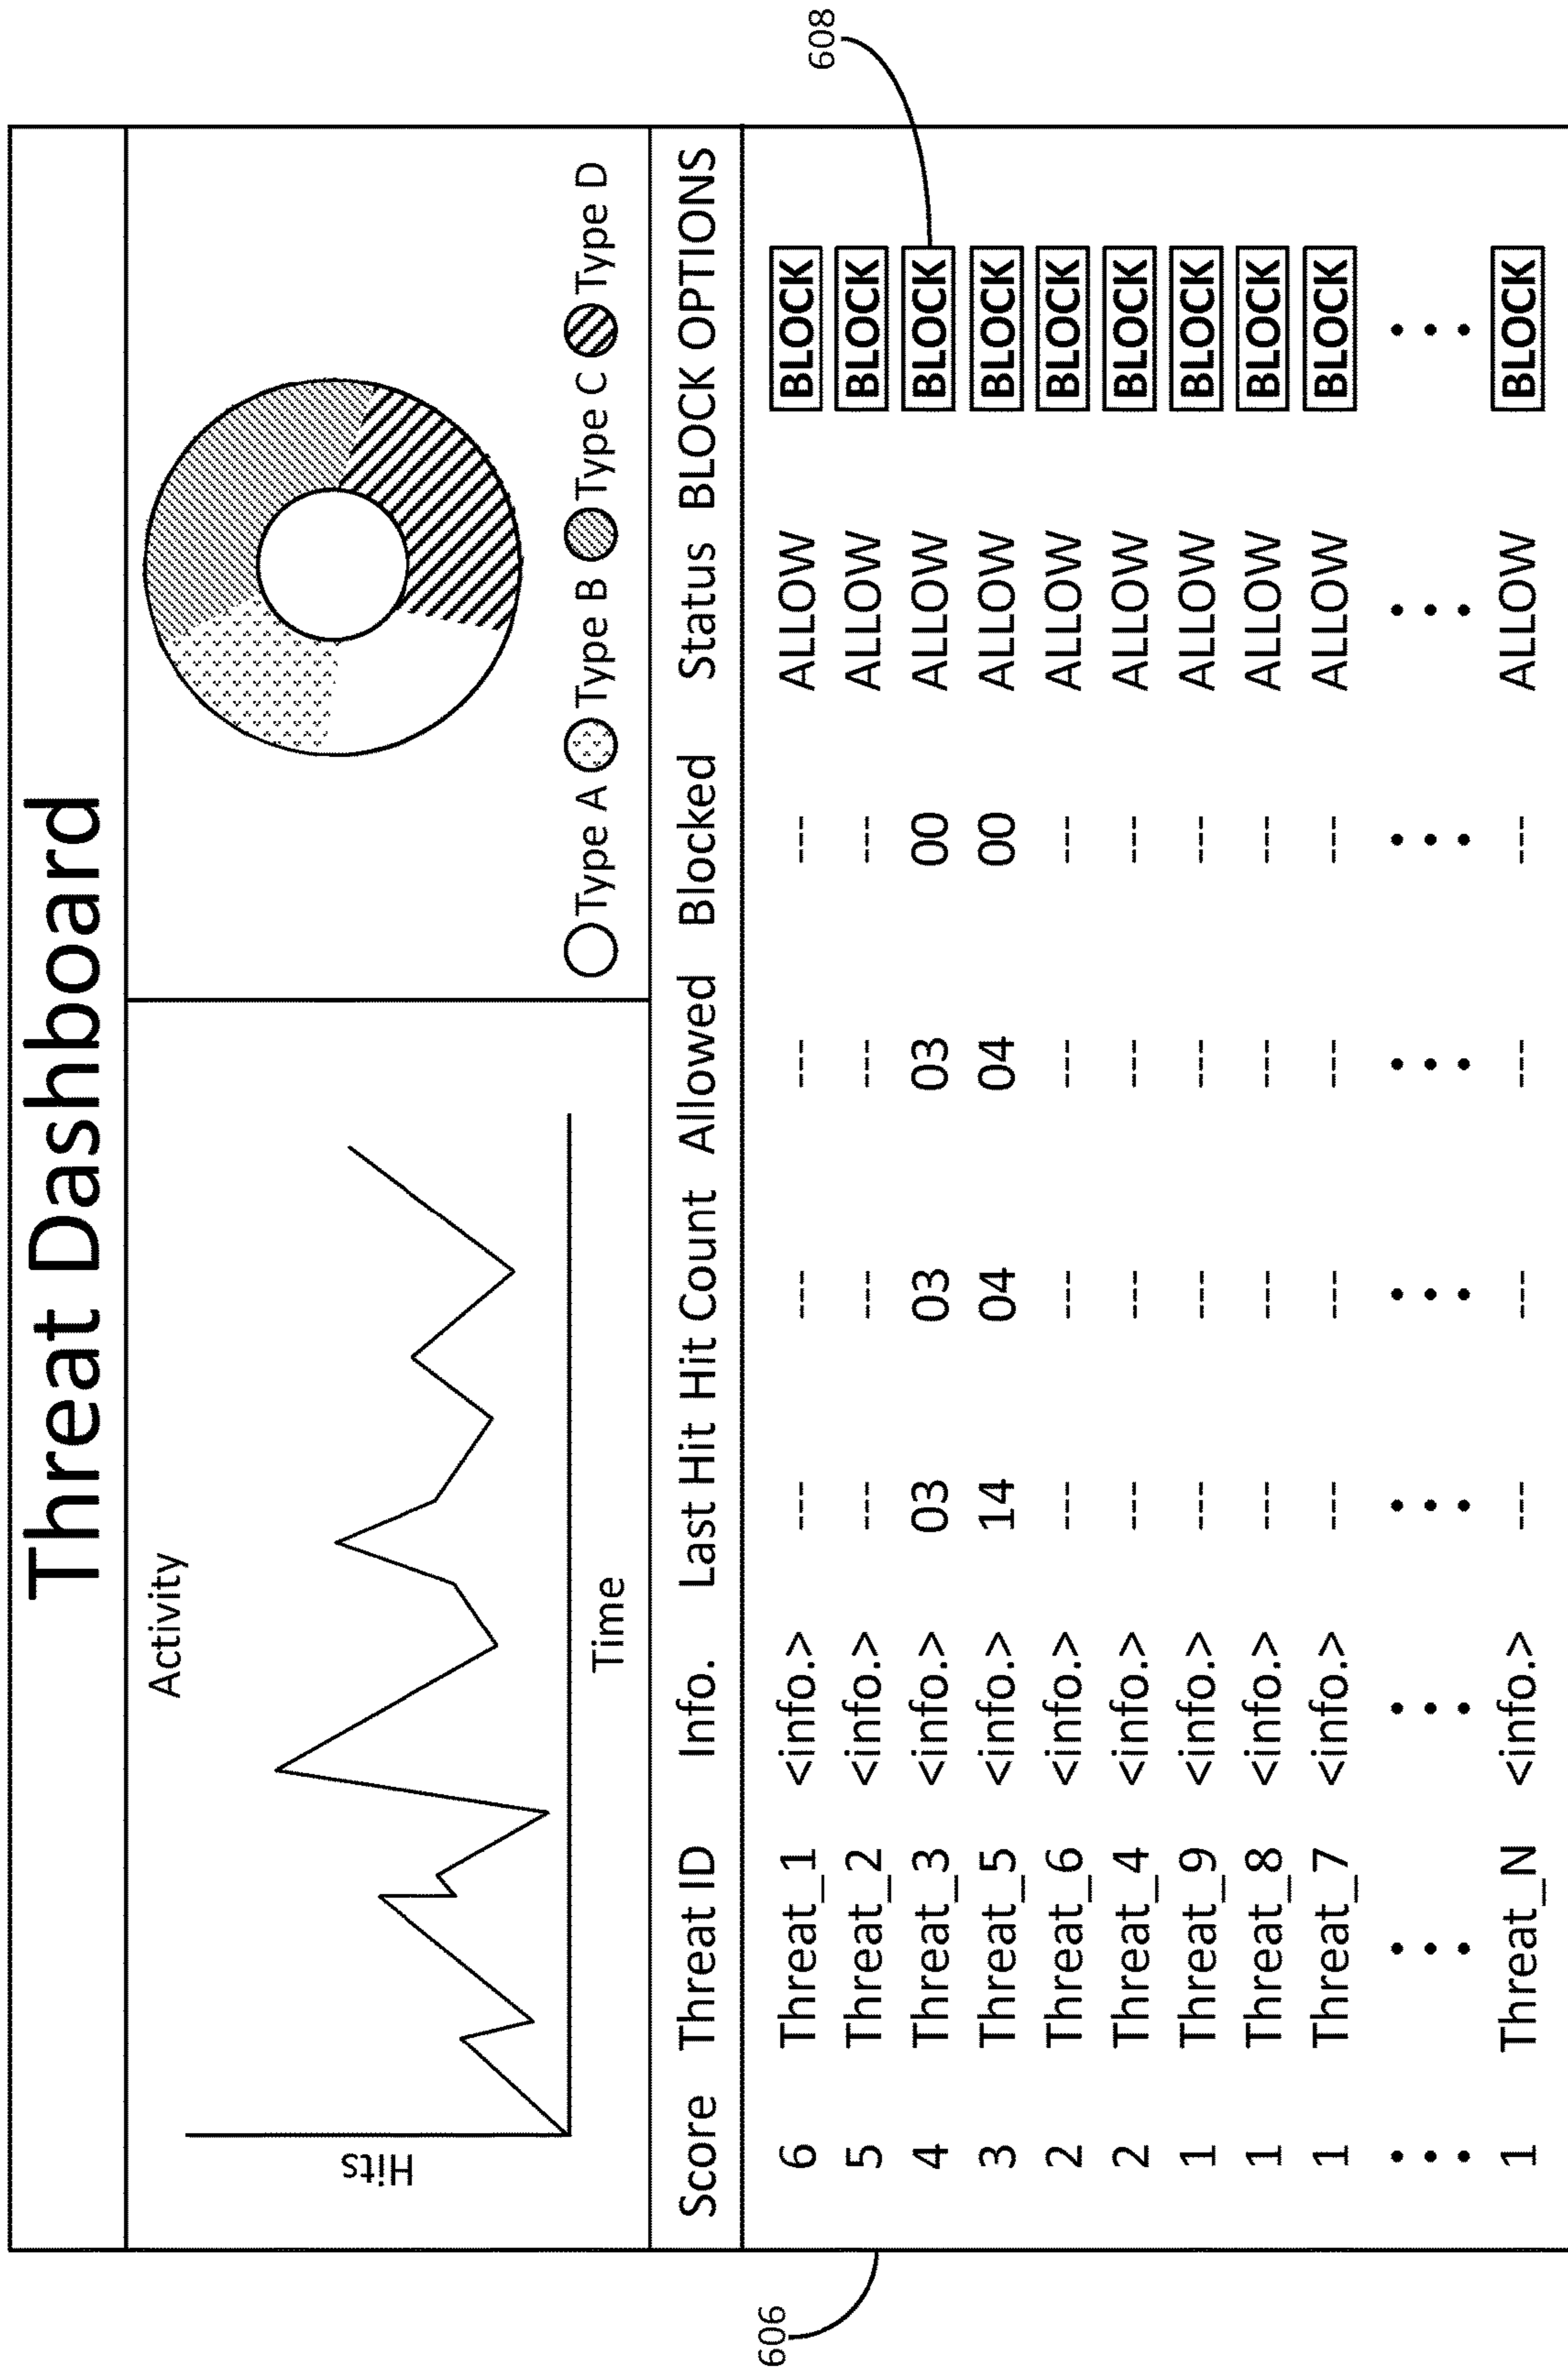 Threat Dashboard
Activity
Hits
Time
Type A Type B Type C Type D
Score Threat ID Info. Last Hit Hit Count Allowed Blocked Status BLOCK OPTIONS
6 Threat_1 <info.> --- --- --- --- ALLOW BLOCK
5 Threat_2 <info.> --- --- --- --- ALLOW BLOCK
4 Threat_3 <info.> 03 03 03 00 ALLOW BLOCK
3 Threat_5 <info.> 14 04 04 00 ALLOW BLOCK
2 Threat_6 <info.> --- --- --- --- ALLOW BLOCK
2 Threat_4 <info.> --- --- --- --- ALLOW BLOCK
1 Threat_9 <info.> --- --- --- --- ALLOW BLOCK
1 Threat_8 <info.> --- --- --- --- ALLOW BLOCK
1 Threat_7 <info.> --- --- --- --- ALLOW BLOCK
1 Threat_N <info.> --- --- --- --- ALLOW BLOCK
606
608